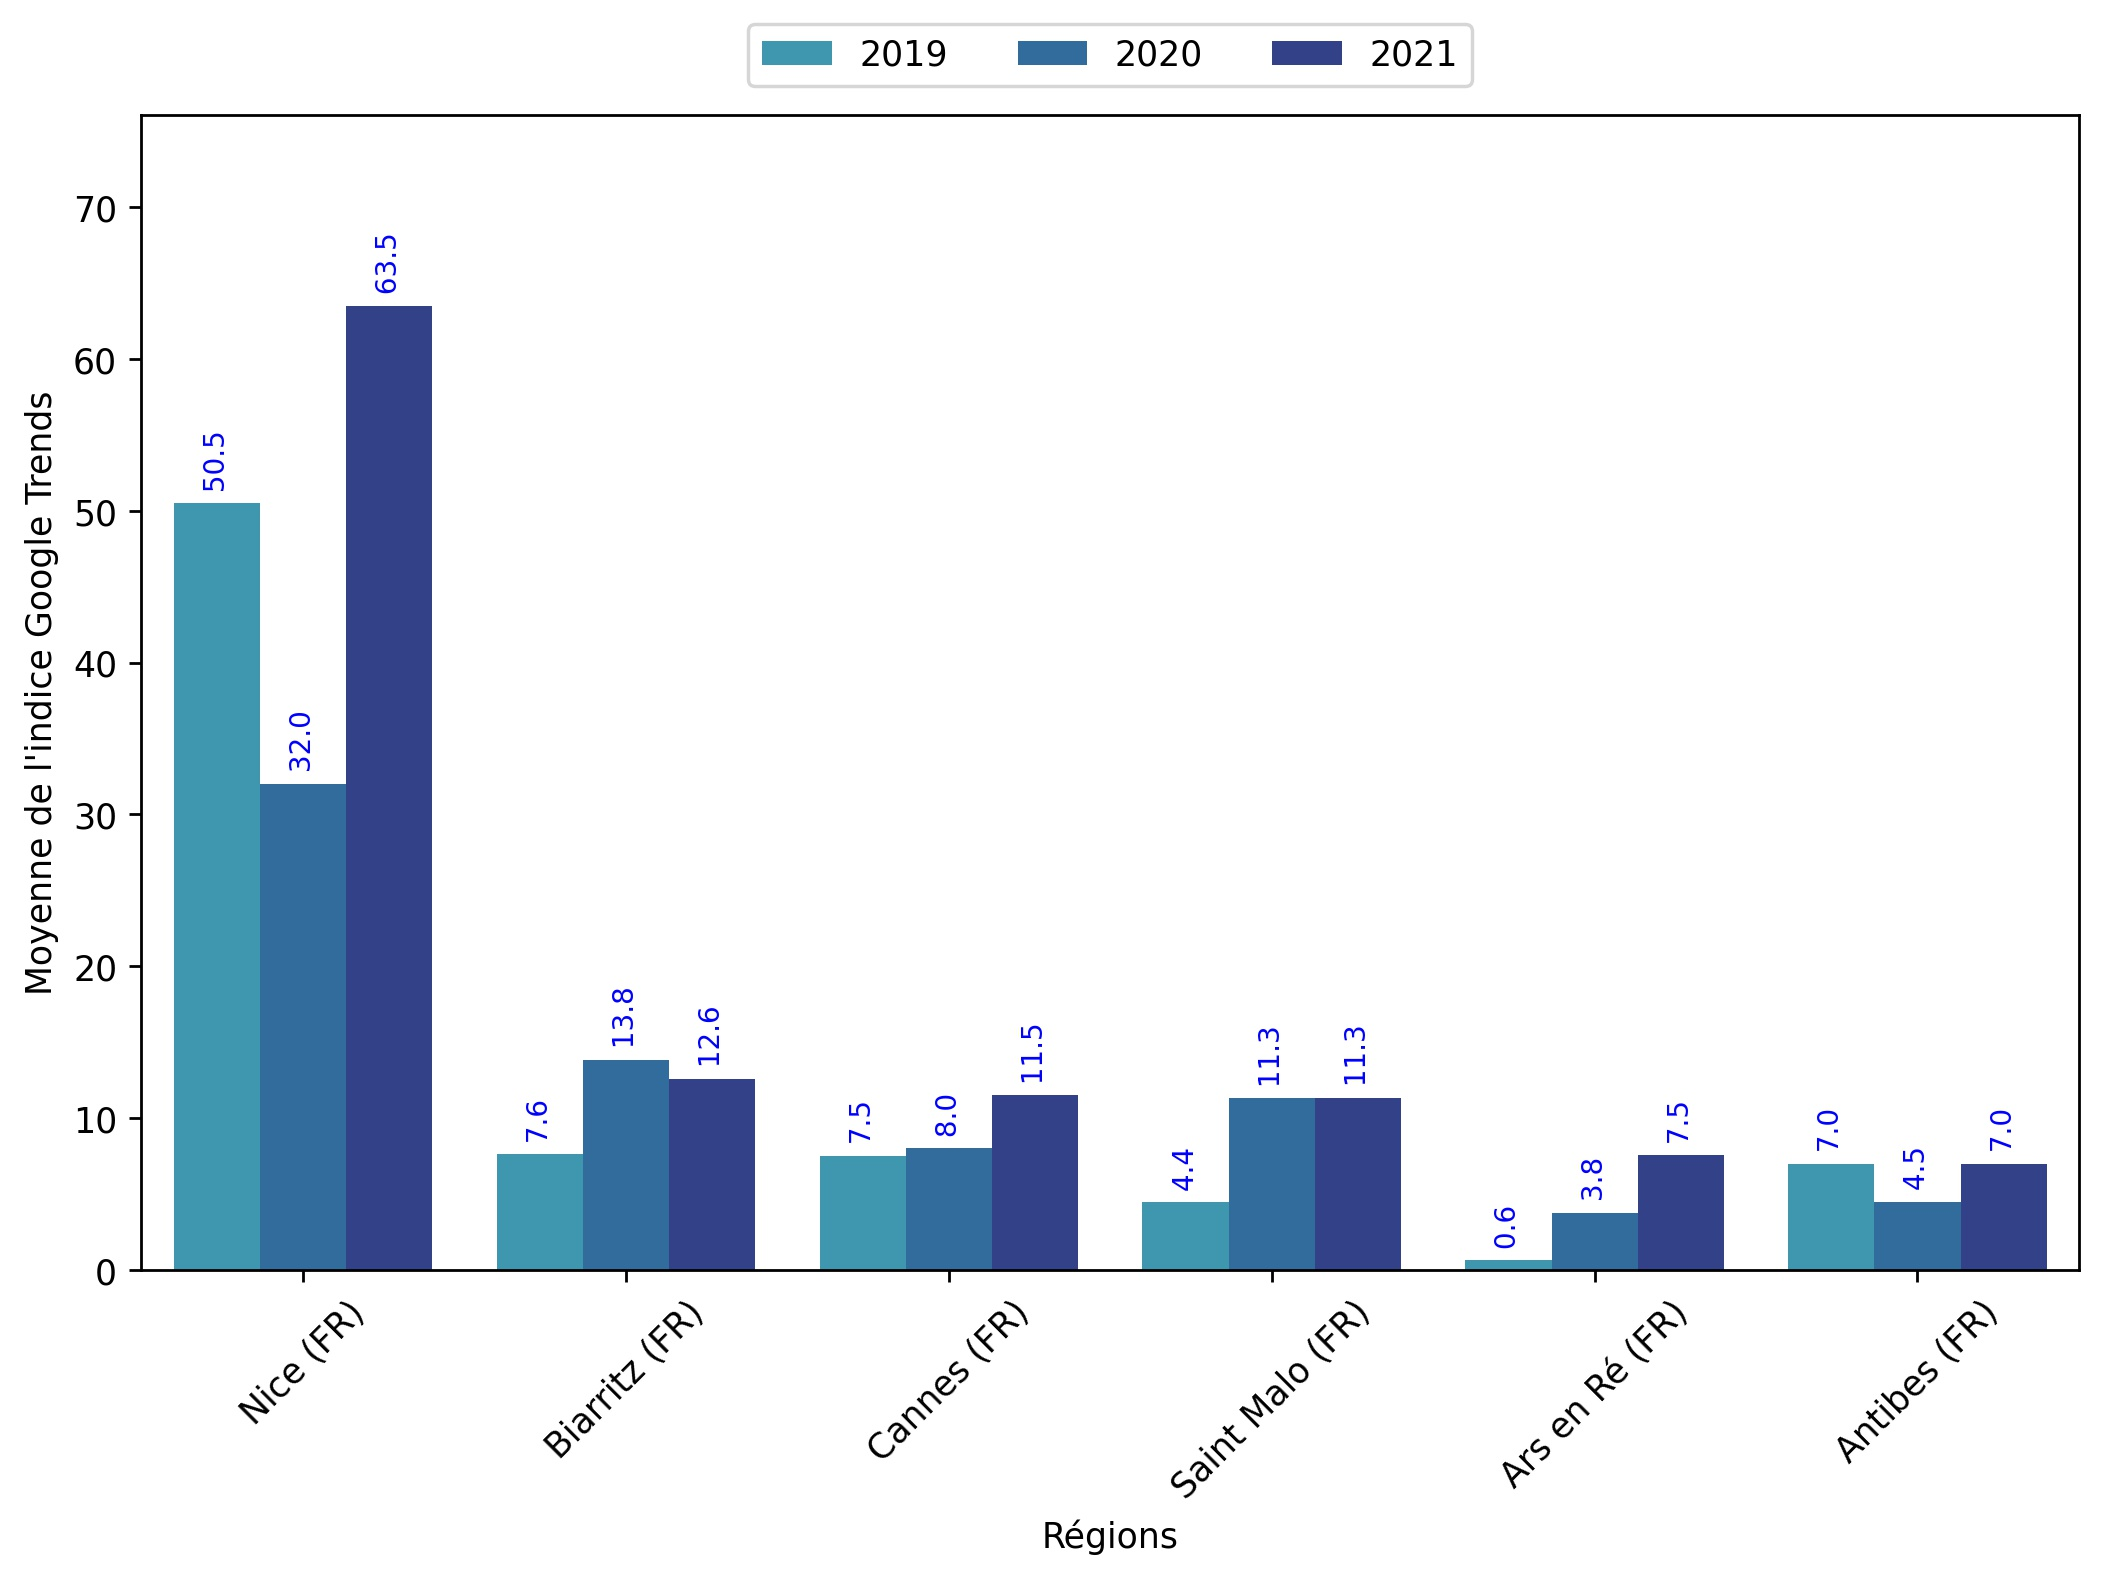 2019 2020 2021
Moyenne de l'indice Google Trends
70
60
50
40
30
20
10
0
50.5 32.0 63.5
7.6 13.8 12.6
7.5 8.0 11.5
4.4 11.3 11.3
0.6 3.8 7.5
7.0 4.5 7.0
Nice (FR)
Biarritz (FR)
Cannes (FR)
Saint Malo (FR)
Ars en Ré (FR)
Antibes (FR)
Régions